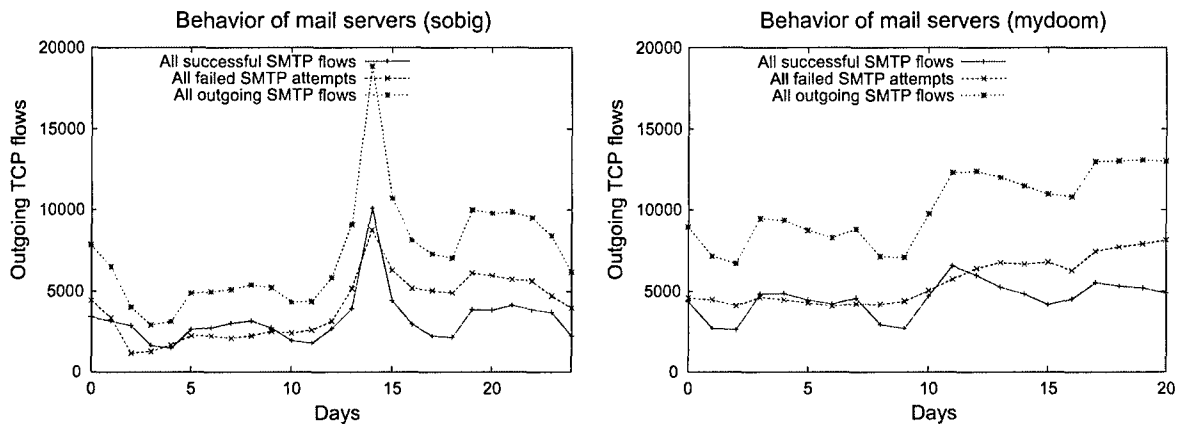 Behavior of mail servers (sobig)
20000
15000
10000
5000
0
Outgoing TCP flows
All successful SMTP flows
All failed SMTP attempts
All outgoing SMTP flows
0 5 10 15 20
Days
Behavior of mail servers (mydoom)
20000
15000
10000
5000
0
Outgoing TCP flows
All successful SMTP flows
All failed SMTP attempts
All outgoing SMTP flows
0 5 10 15 20
Days